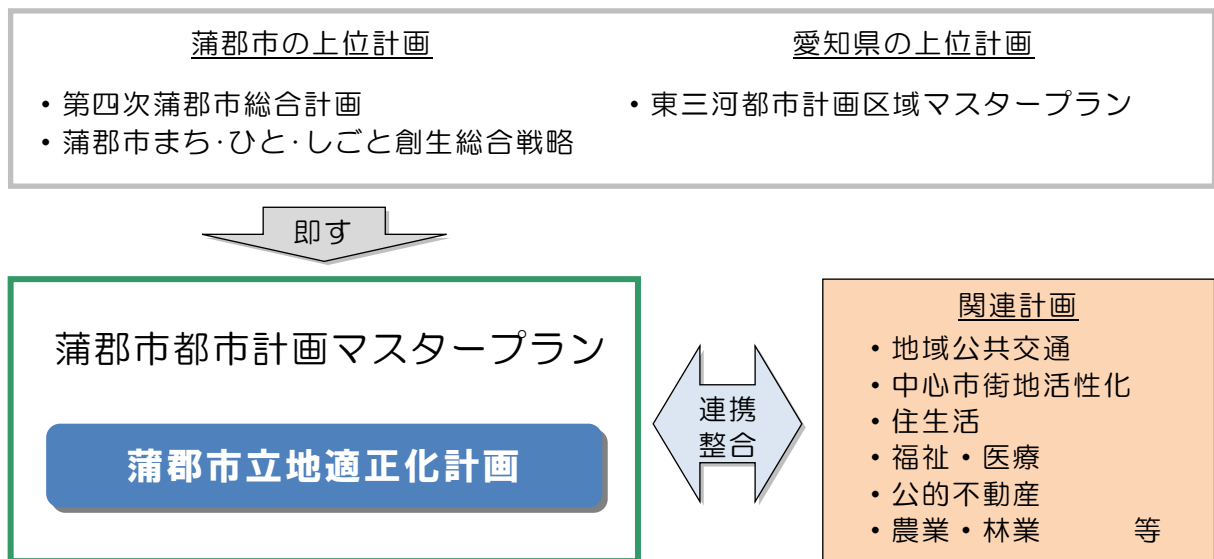 蒲郡市の上位計画
・第四次蒲郡市総合計画
・蒲郡市まち・ひと・しごと創生総合戦略
愛知県の上位計画
・東三河都市計画区域マスタープラン
即す
蒲郡市都市計画マスタープラン
蒲郡市立地適正化計画
連携
整合
関連計画
・地域公共交通
・中心市街地活性化
・住生活
・福祉・医療
・公的不動産
・農業・林業 等